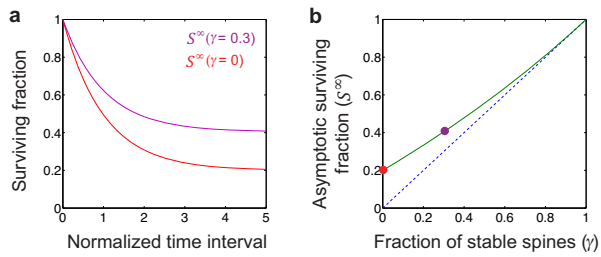 a
S∞(γ= 0.3)
S∞(γ= 0)
Surviving fraction
1
0.8
0.6
0.4
0.2
0
0 1 2 3 4 5
Normalized time interval
b
Asymptotic surviving
fraction (S∞)
1
0.8
0.6
0.4
0.2
0
0 0.2 0.4 0.6 0.8 1
Fraction of stable spines (γ)